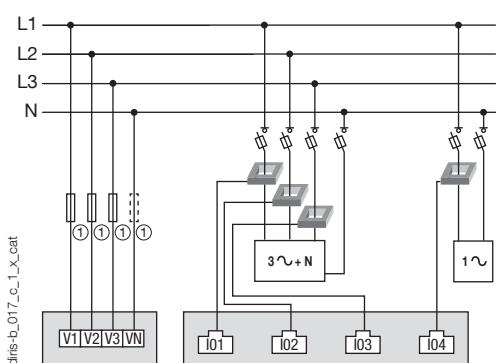 L1
L2
L3
N
① ① ① ①
3∿+N
1∿
V1 V2 V3 VN
I01 I02 I03 I04
diris-b_017_c_1_x_cat